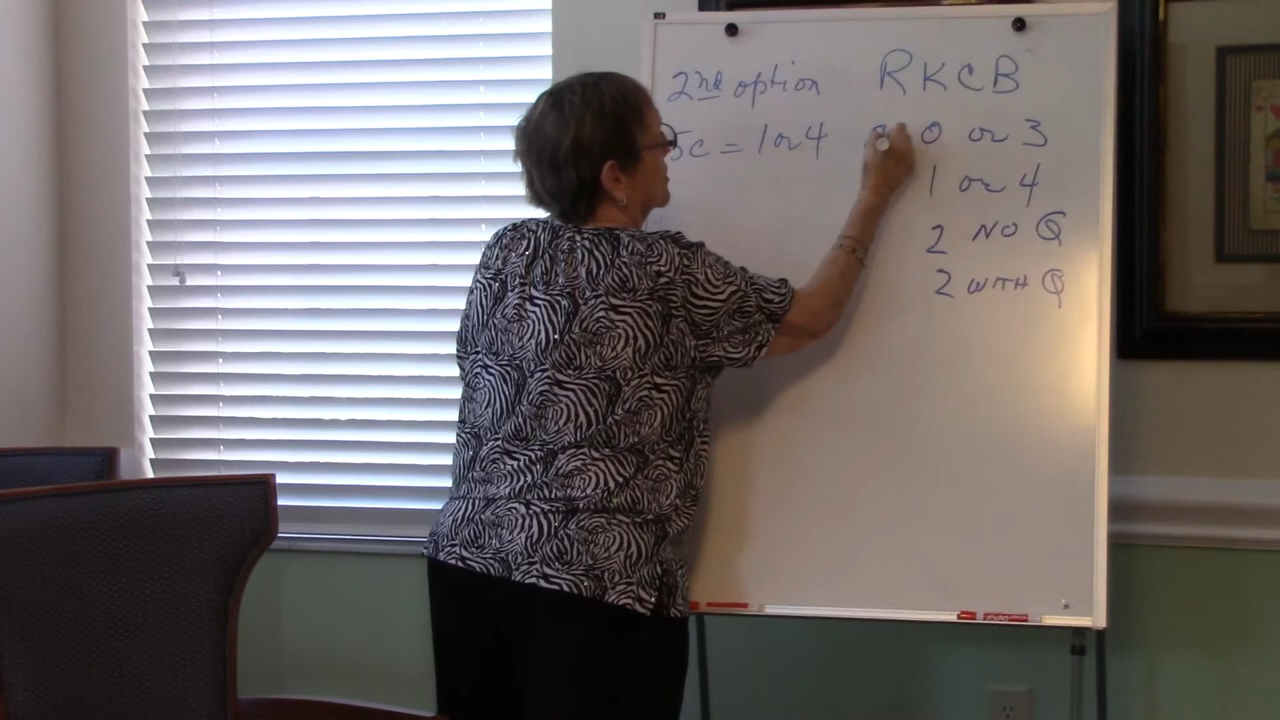 2nd option
5C = 1 or 4
RKCB
0 or 3
1 or 4
2 NO Q
2 WITH Q